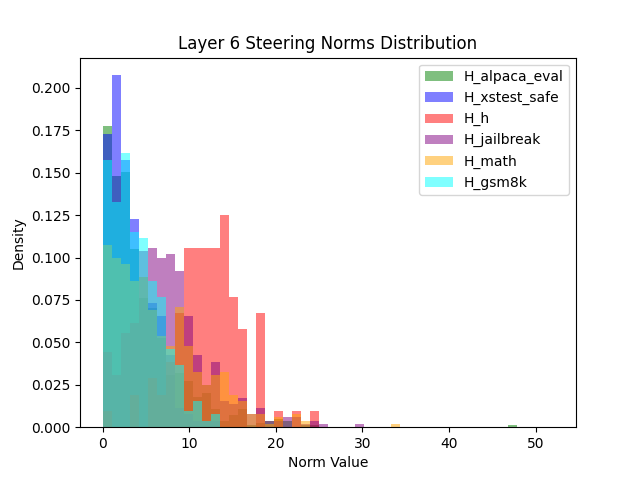 Layer 6 Steering Norms Distribution
H_alpaca_eval
H_xstest_safe
H_h
H_jailbreak
H_math
H_gsm8k
Density
0.200
0.175
0.150
0.125
0.100
0.075
0.050
0.025
0.000
0 10 20 30 40 50
Norm Value